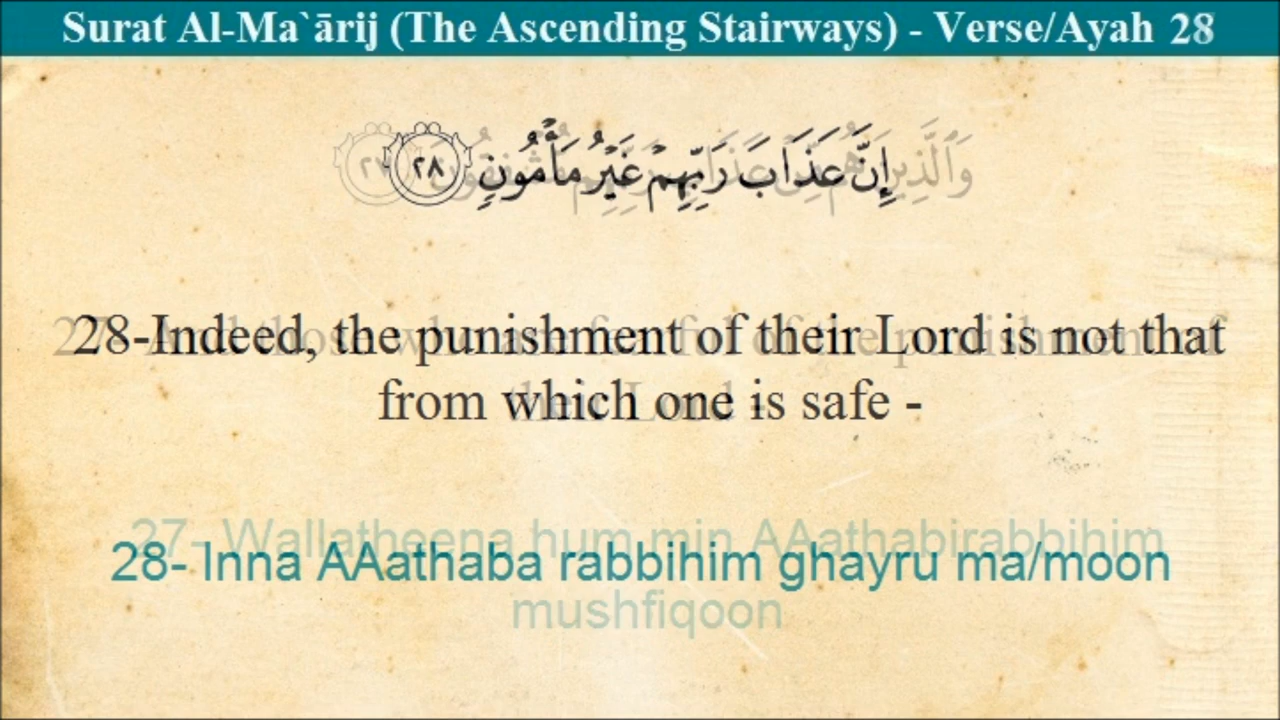 Surat Al-Ma`ārij (The Ascending Stairways) - Verse/Ayah 28
إِنَّ عَذَابَ رَبِّهِمْ غَيْرُ مَأْمُونٍ ٢٨
28-Indeed, the punishment of their Lord is not that
from which one is safe -
27- Wallatheena hum min AAathabirabbihim
28- Inna AAathaba rabbihim ghayru ma/moon
mushfiqoon